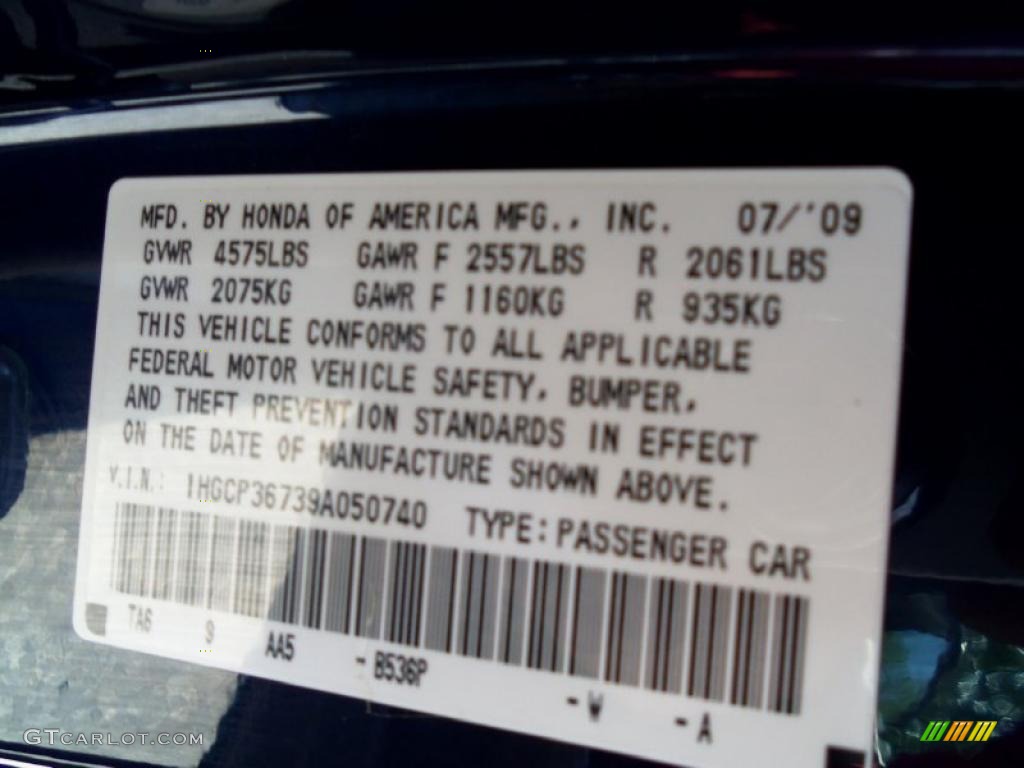 MFD. BY HONDA OF AMERICA MFG., INC. 07/'09
GVWR 4575LBS GAWR F 2557LBS R 2061LBS
GVWR 2075KG GAWR F 1160KG R 935KG
THIS VEHICLE CONFORMS TO ALL APPLICABLE
FEDERAL MOTOR VEHICLE SAFETY, BUMPER,
AND THEFT PREVENTION STANDARDS IN EFFECT
ON THE DATE OF MANUFACTURE SHOWN ABOVE.
V.I.N.: 1HGCP36739A050740 TYPE: PASSENGER CAR
TA6 9 AA5 - B536P - W - A
GTCARLOT.COM